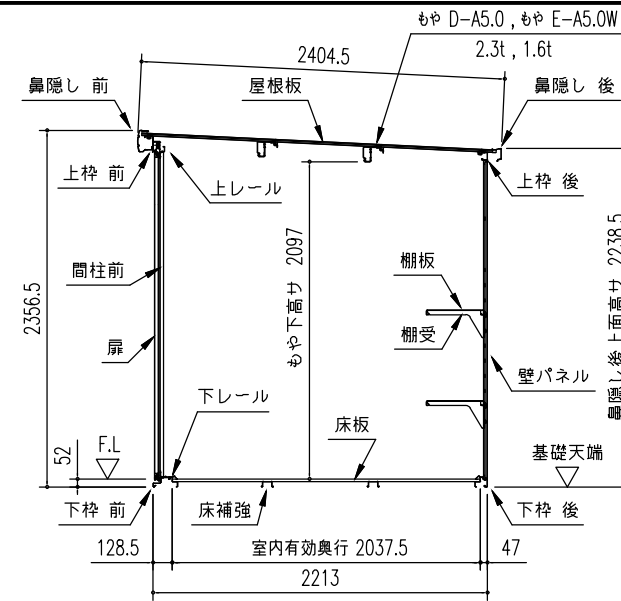 もや D-A5.0 , もや E-A5.0W
2.3t , 1.6t
2404.5
鼻隠し 前
屋根板
鼻隠し 後
上枠 前
上レール
上枠 後
間柱前
もや下高サ 2097
棚板
2356.5
鼻隠し後上面高サ 2238.5
棚受
扉
壁パネル
下レール
床板
52
F.L
基礎天端
下枠 前
床補強
下枠 後
128.5
室内有効奥行 2037.5
47
2213